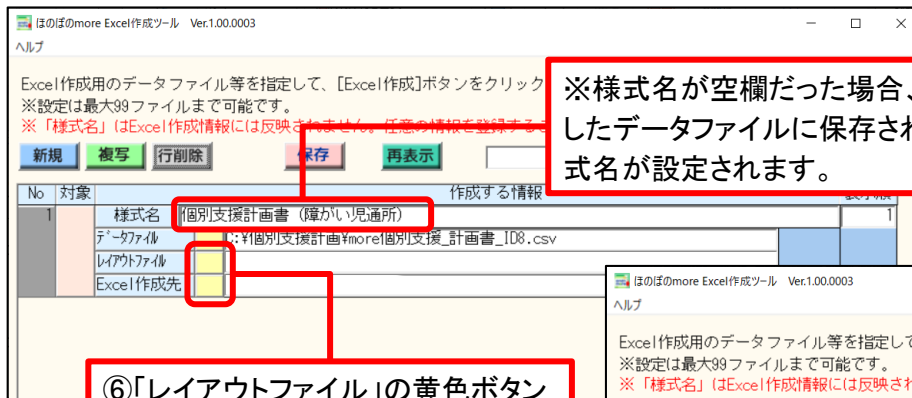 ほのぼのmore Excel作成ツール Ver.1.00.0003
ヘルプ
Excel作成用のデータファイル等を指定して、[Excel作成]ボタンをクリック
※設定は最大99ファイルまで可能です。
※「様式名」はExcel作成情報には反映されません。任意の情報を登録するこ
※様式名が空欄だった場合、
したデータファイルに保存され
式名が設定されます。
新規 複写 行削除 保存 再表示
No 対象 作成する情報 表示順
1 様式名 個別支援計画書（障がい児通所） 1
ﾃﾞｰﾀﾌｧｲﾙ C:¥個別支援計画¥more個別支援_計画書_ID8.csv
ﾚｲｱｳﾄﾌｧｲﾙ
Excel作成先
⑥「レイアウトファイル」の黄色ボタン
ほのぼのmore Excel作成ツール Ver.1.00.0003
ヘルプ
Excel作成用のデータファイル等を指定して
※設定は最大99ファイルまで可能です。
※「様式名」はExcel作成情報には反映され